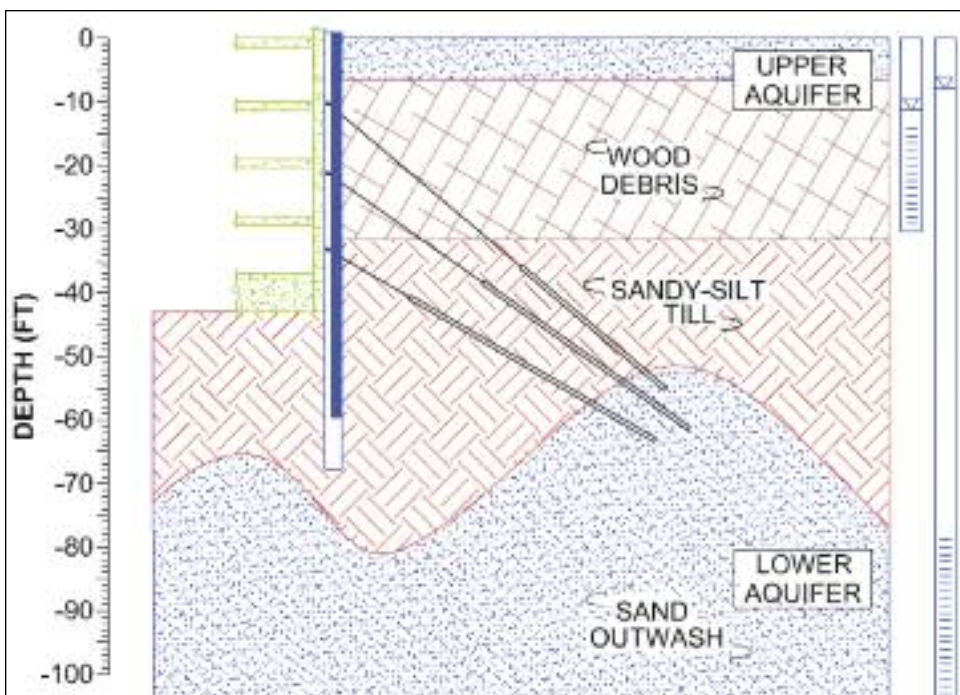 0
-10
-20
-30
-40
-50
-60
-70
-80
-90
-100
DEPTH (FT)
UPPER
AQUIFER
WOOD
DEBRIS
SANDY-SILT
TILL
LOWER
AQUIFER
SAND
OUTWASH